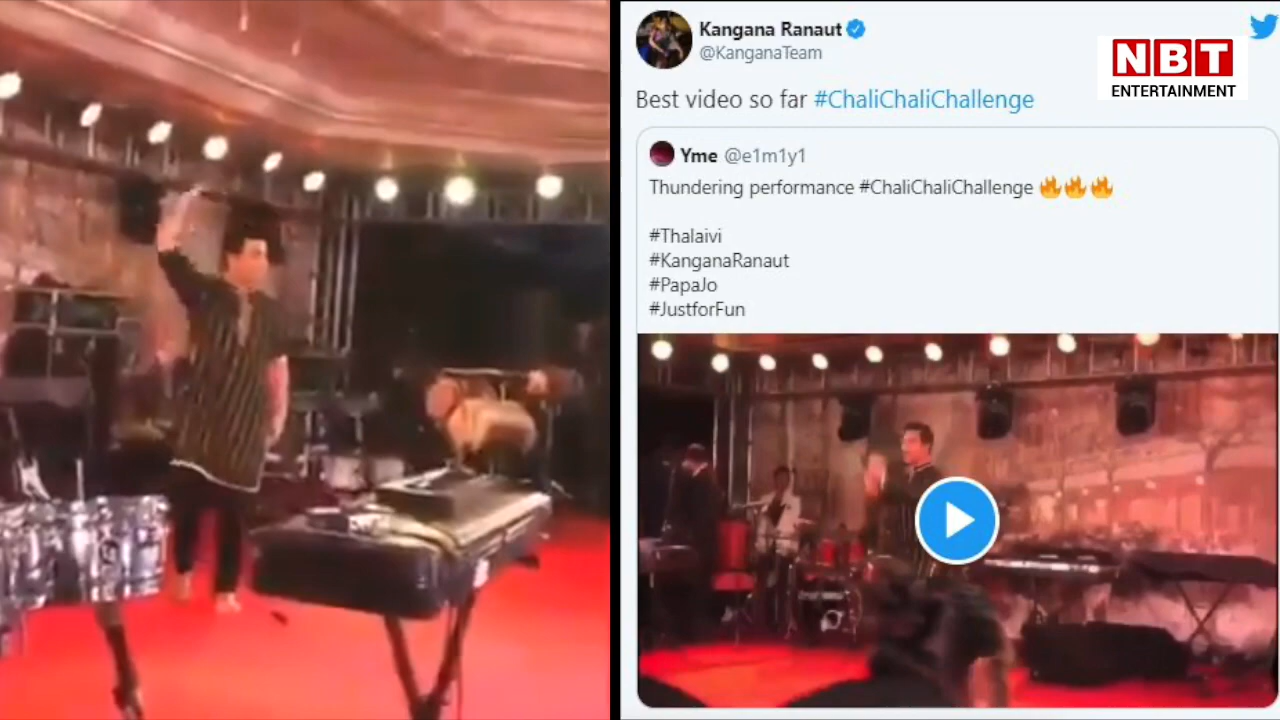 Kangana Ranaut
@KanganaTeam
NBT
ENTERTAINMENT
Best video so far #ChaliChaliChallenge
Yme @e1m1y1
Thundering performance #ChaliChaliChallenge 🔥🔥🔥
#Thalaivi
#KanganaRanaut
#PapaJo
#JustforFun